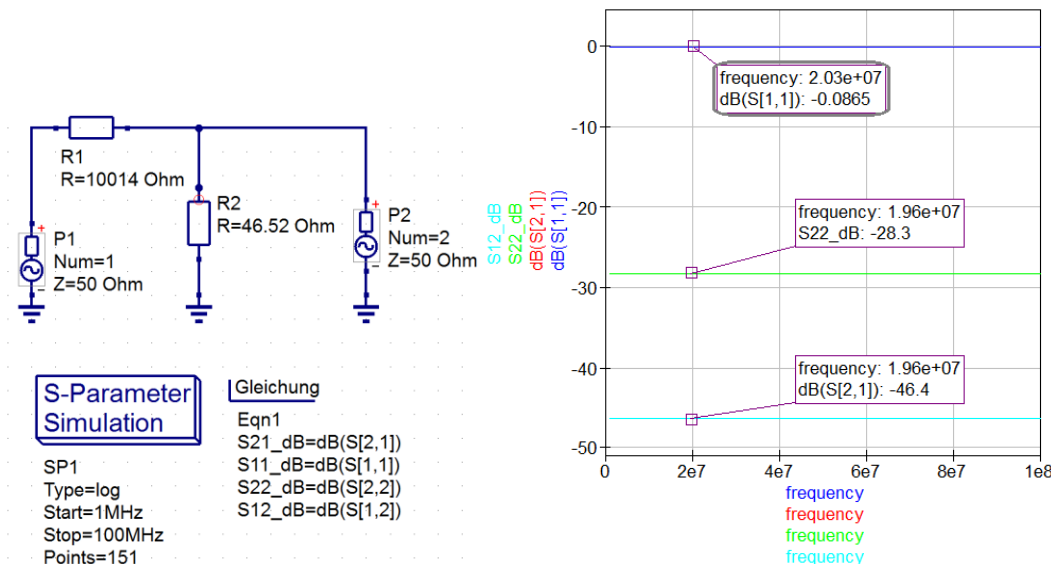 R1
R=10014 Ohm
R2
R=46.52 Ohm
P1
Num=1
Z=50 Ohm
P2
Num=2
Z=50 Ohm
+
-
+
-
S-Parameter
Simulation
SP1
Type=log
Start=1MHz
Stop=100MHz
Points=151
Gleichung
Eqn1
S21_dB=dB(S[2,1])
S11_dB=dB(S[1,1])
S22_dB=dB(S[2,2])
S12_dB=dB(S[1,2])
S12_dB
S22_dB
dB(S[2,1])
dB(S[1,1])
0
-10
-20
-30
-40
-50
frequency: 2.03e+07
dB(S[1,1]): -0.0865
frequency: 1.96e+07
S22_dB: -28.3
frequency: 1.96e+07
dB(S[2,1]): -46.4
0 2e7 4e7 6e7 8e7 1e8
frequency
frequency
frequency
frequency